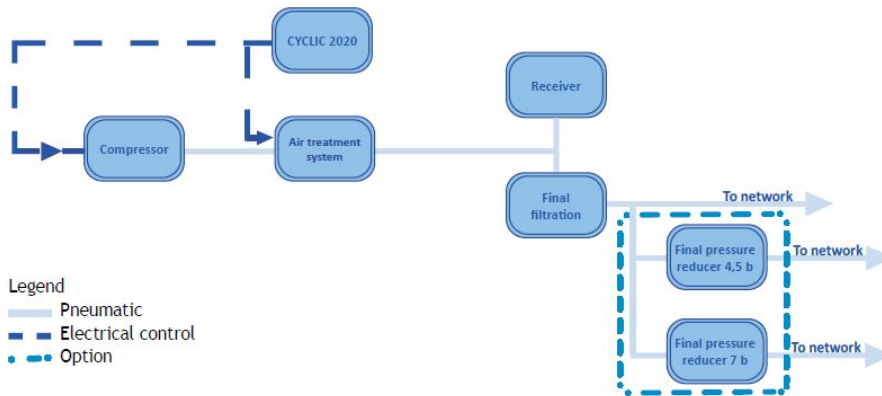 CYCLIC 2020
Receiver
Compressor
Air treatment
system
Final
filtration
To network
Final pressure
reducer 4,5 b
To network
Final pressure
reducer 7 b
To network
Legend
Pneumatic
Electrical control
Option